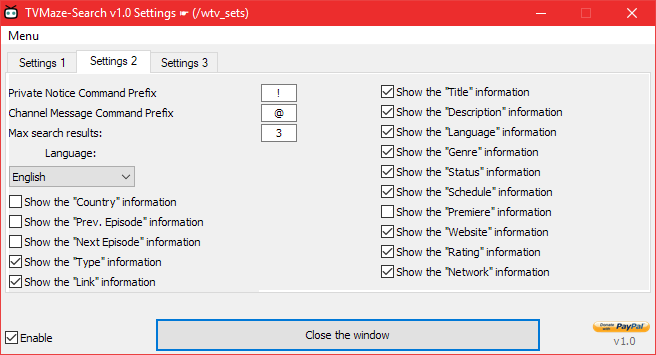 TVMaze-Search v1.0 Settings ☛ (/wtv_sets)
Menu
Settings 1
Settings 2
Settings 3
Private Notice Command Prefix
!
Channel Message Command Prefix
@
Max search results:
3
Language:
English
Show the "Country" information
Show the "Prev. Episode" information
Show the "Next Episode" information
Show the "Type" information
Show the "Link" information
Show the "Title" information
Show the "Description" information
Show the "Language" information
Show the "Genre" information
Show the "Status" information
Show the "Schedule" information
Show the "Premiere" information
Show the "Website" information
Show the "Rating" information
Show the "Network" information
Enable
Close the window
Donate
with
PayPal
v1.0